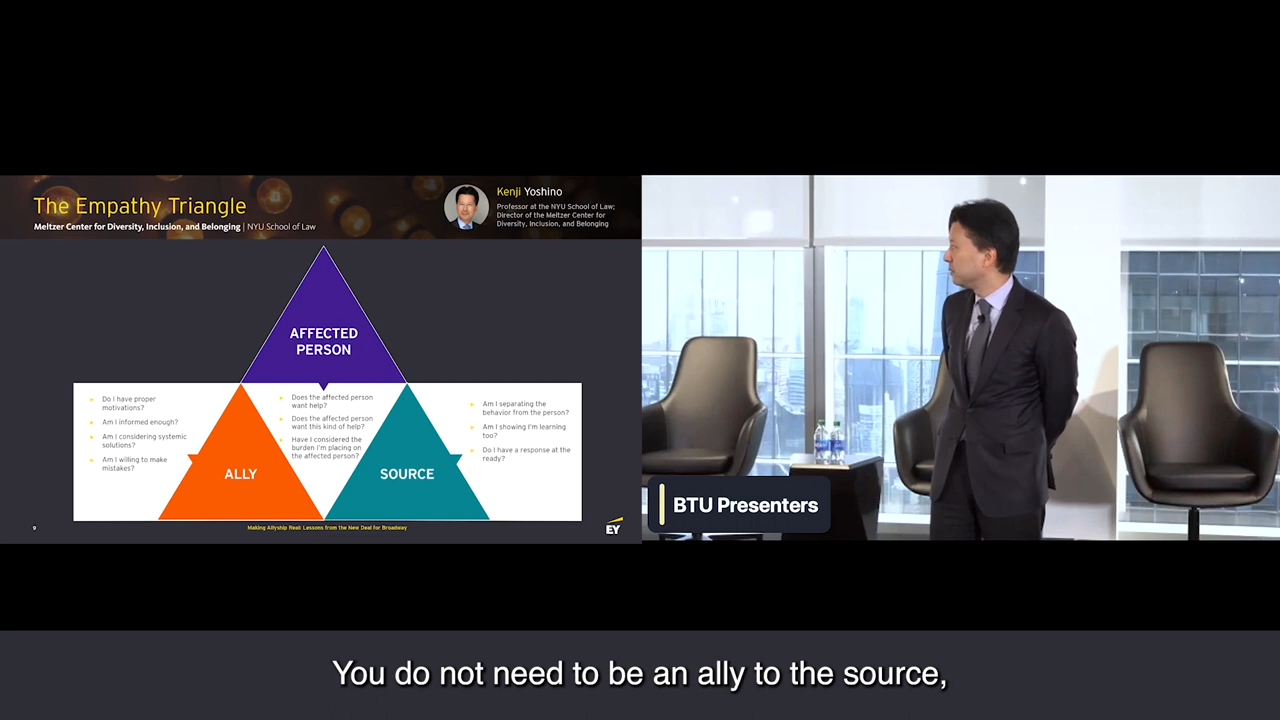 The Empathy Triangle
Meltzer Center for Diversity, Inclusion, and Belonging | NYU School of Law
Kenji Yoshino
Professor at the NYU School of Law;
Director of the Meltzer Center for
Diversity, Inclusion, and Belonging
AFFECTED
PERSON
Do I have proper
motivations?
Am I informed enough?
Am I considering systemic
solutions?
Am I willing to make
mistakes?
ALLY
Does the affected person
want help?
Does the affected person
want this kind of help?
Have I considered the
burden I'm placing on
the affected person?
SOURCE
Am I separating the
behavior from the person?
Am I showing I'm learning
too?
Do I have a response at the
ready?
9
Making Allyship Real: Lessons from the New Deal for Broadway
EY
BTU Presenters
You do not need to be an ally to the source,